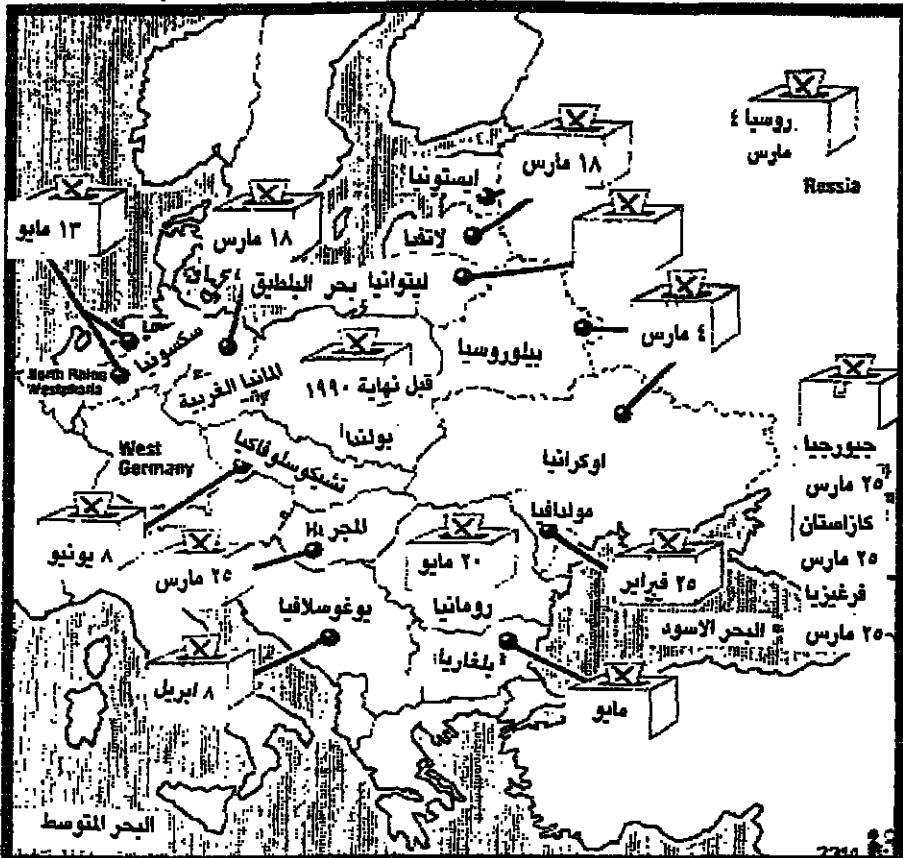 روسيا ٤
مارس
Russia
١٨ مارس
ايستونيا
لاتفيا
١٣ مايو
١٨ مارس
ليتوانيا
بحر البلطيق
٤ مارس
بيلوروسيا
سكسونيا
North Rhine
Westphalia
المانيا الغربية
قبل نهاية ١٩٩٠
بولندا
West
Germany
تشيكوسلوفاكيا
اوكرانيا
جيورجيا
٢٥ مارس
كازاستان
٢٥ مارس
قرغيزيا
٢٥ مارس
مولدافيا
المجر
٨ يونيو
٢٥ مارس
٢٠ مايو
رومانيا
٢٥ فبراير
البحر الاسود
يوغوسلافيا
بلغاريا
٨ ابريل
مايو
البحر المتوسط